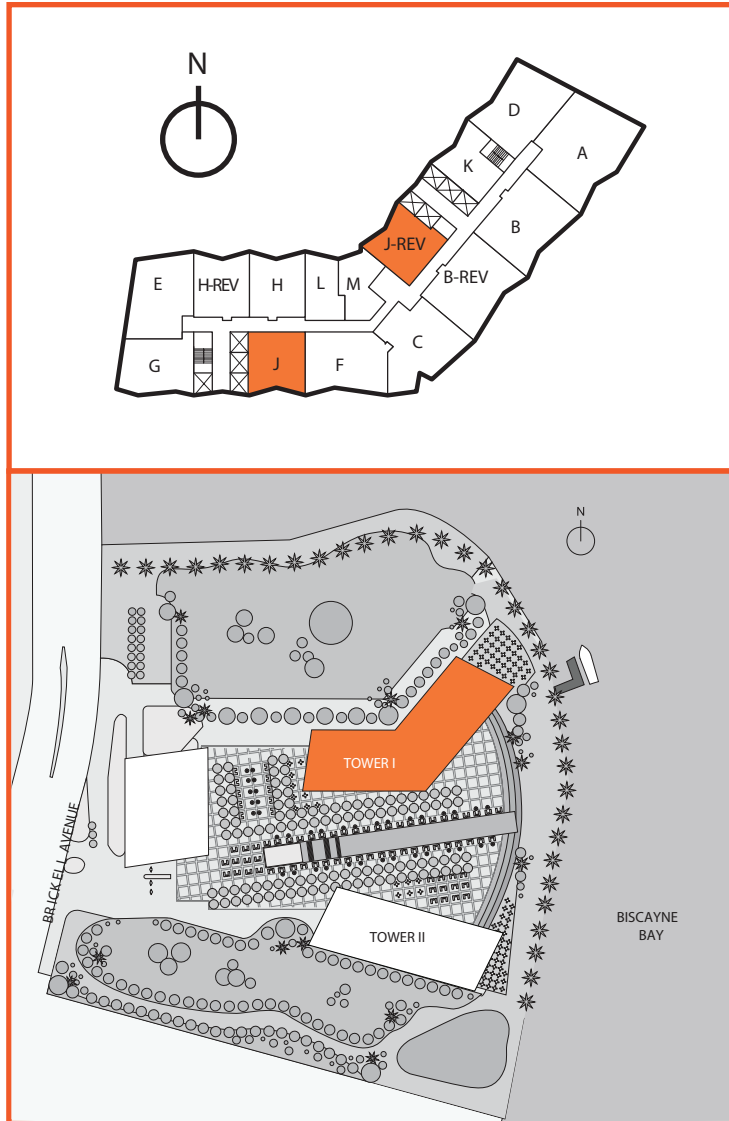 N
D
A
K
B
J-REV
B-REV
E
H-REV
H
L
M
C
G
J
F
N
TOWER I
BRICKELL AVENUE
TOWER II
BISCAYNE
BAY